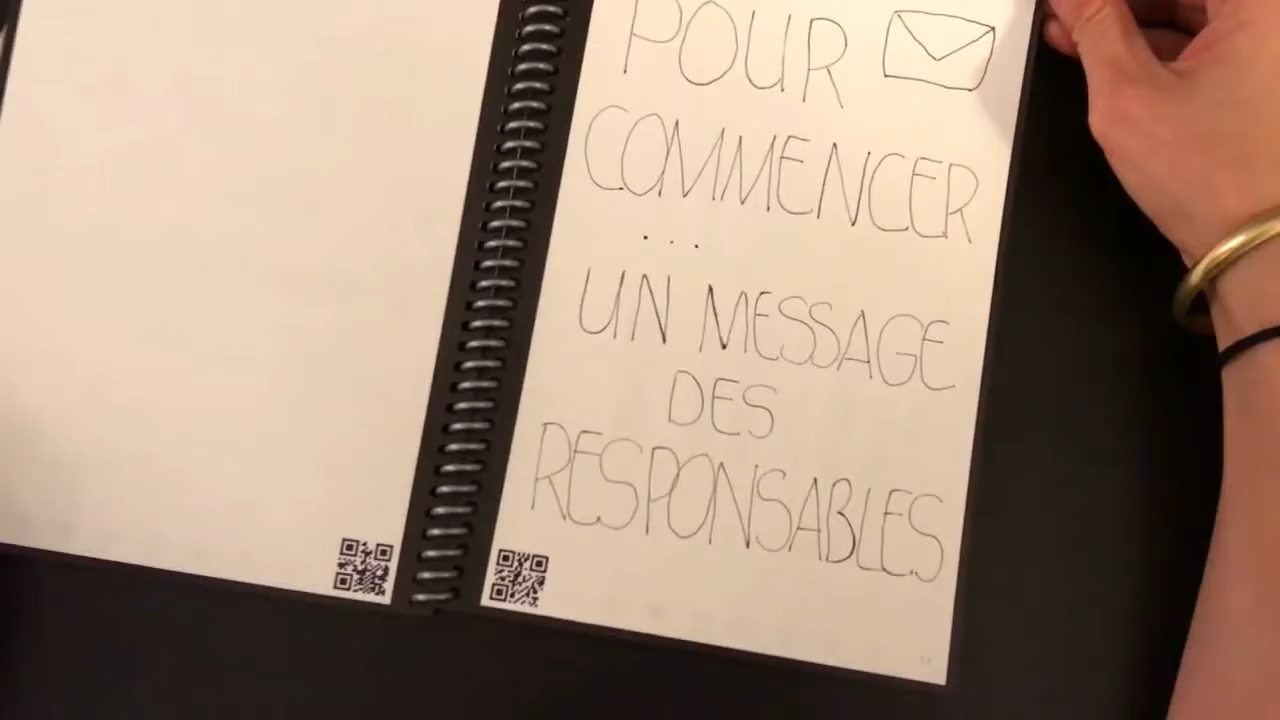 POUR
COMMENCER
...
UN MESSAGE
DES
RESPONSABLES